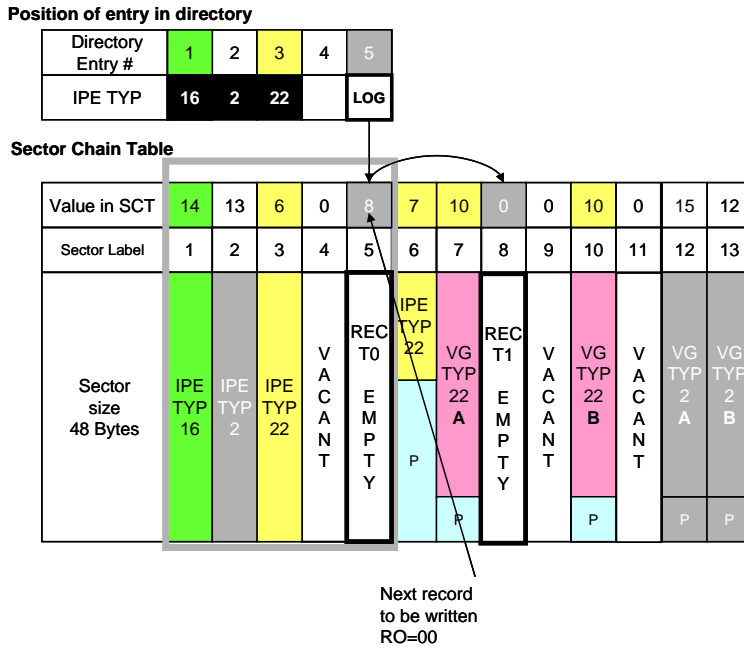 Position of entry in directory
Directory Entry # 1 2 3 4 5
IPE TYP 16 2 22 LOG
Sector Chain Table
Value in SCT 14 13 6 0 8 7 10 0 0 10 0 15 12
Sector Label 1 2 3 4 5 6 7 8 9 10 11 12 13
Sector size 48 Bytes
IPE TYP 16
IPE TYP 2
IPE TYP 22
VACANT
REC T0 EMPTY
IPE TYP 22
P
VG TYP 22 A
P
REC T1 EMPTY
VACANT
VG TYP 22 B
P
VACANT
VG TYP 2 A
P
VG TYP 2 B
P
Next record
to be written
RO=00